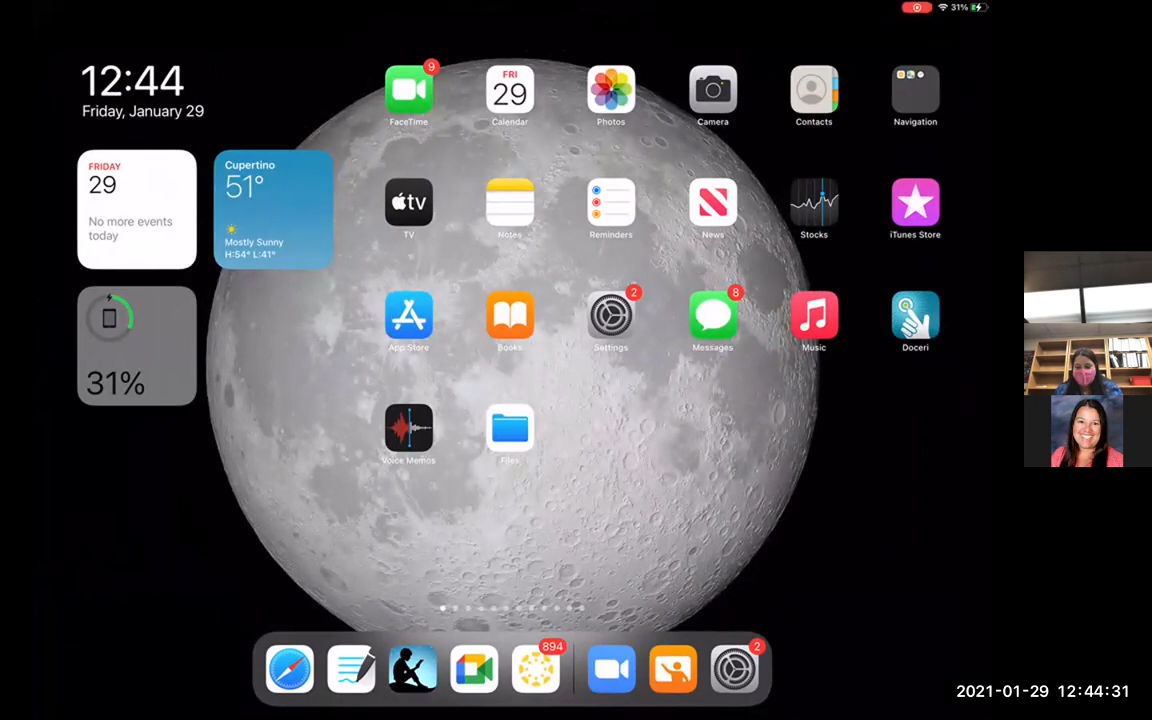 31%
12:44
Friday, January 29
FRIDAY
29
No more events
today
Cupertino
51°
Mostly Sunny
H:54° L:41°
31%
9
FaceTime
FRI
29
Calendar
Photos
Camera
Contacts
Navigation
tv
TV
Notes
Reminders
News
Stocks
iTunes Store
App Store
Books
2
Settings
8
Messages
Music
Doceri
Voice Memos
Files
894
2
2021-01-29 12:44:31